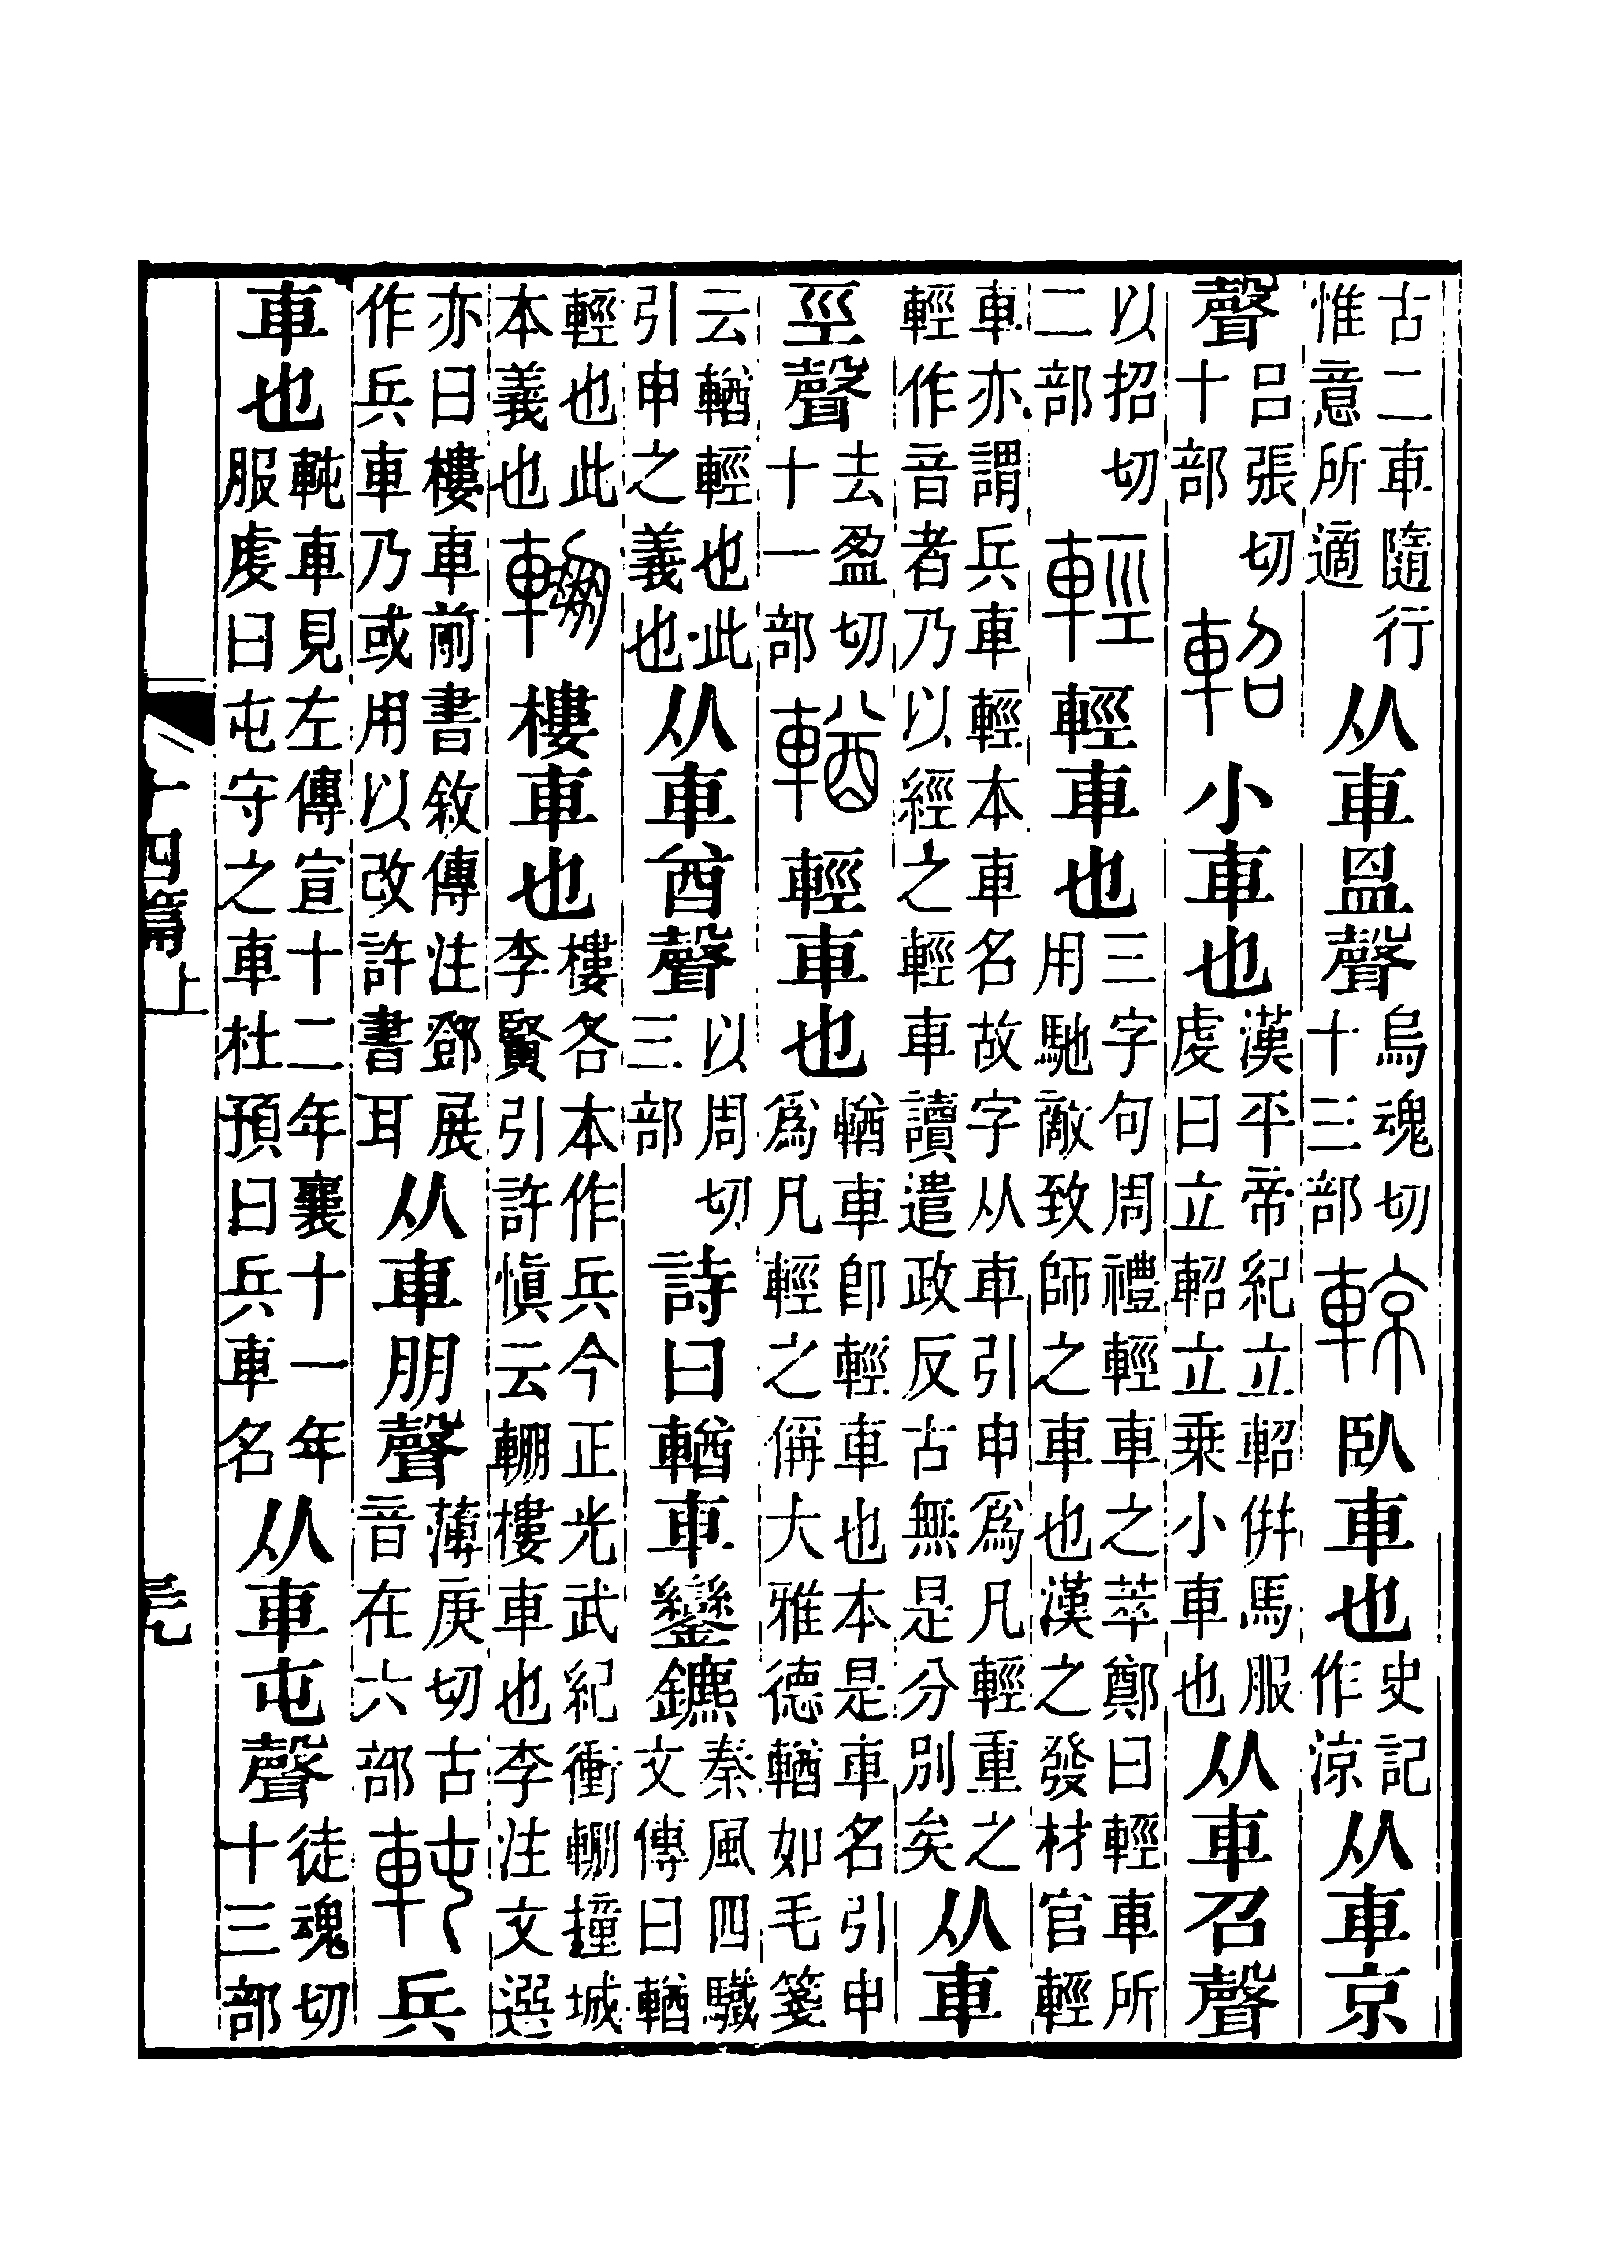 古二車隨行惟意所適从車𥁕聲烏魂切十三部輬臥車也史記作涼从車京
聲呂張切十部軺小車也漢平帝紀立軺倂馬服虔曰立軺立乗小車也从車召聲
以招切二部輕輕車也三字句周禮輕車之萃鄭曰輕車所用馳敵致師之車也漢之發材官輕
車亦謂兵車輕本車名故字从車引申爲凡輕重之輕作音者乃以經之輕車讀遣政反古無是分別矣从車
巠聲去盈切十一部輶輕車也輶車卽輕車也本是車名引申爲凡輕之偁大雅德輶如毛箋
云輶輕也此引申之義也从車酋聲以周切三部詩曰輶車鑾鑣秦風四驖文傳曰輶
輕也此本義也輣樓車也樓各本作兵今正光武紀衝輣撞城李賢引許愼云輣樓車也李注文選
亦曰樓車前書敘傳注鄧展作兵車乃或用以改許書耳从車朋聲薄庚切古音在六部軘兵
車也軘車見左傳宣十二年襄十一年服虔曰屯守之車杜預曰兵車名从車屯聲徒魂切十三部
十四篇上